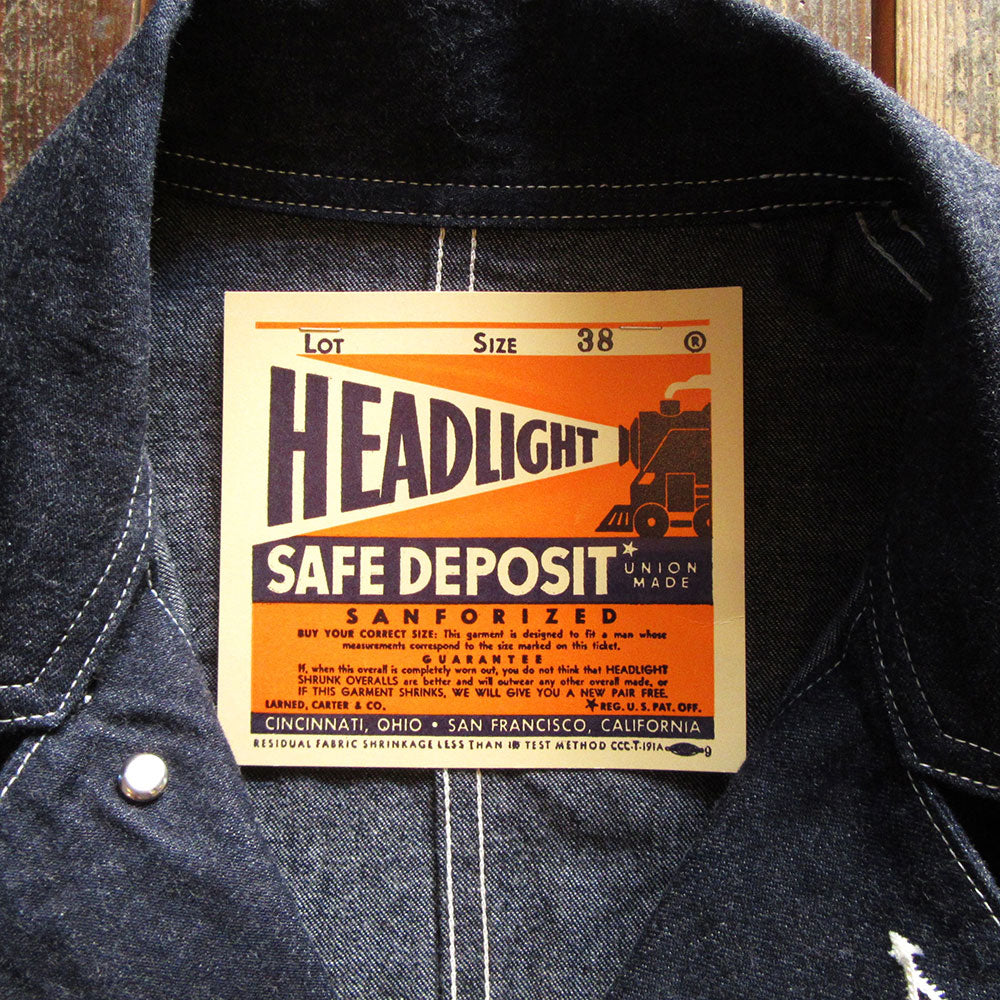 LOT SIZE 38 ®
HEADLIGHT
SAFE DEPOSIT
UNION
MADE
SANFORIZED
BUY YOUR CORRECT SIZE: This garment is designed to fit a man whose
measurements correspond to the size marked on this ticket.
GUARANTEE
If, when this overall is completely worn out, you do not think that HEADLIGHT
SHRUNK OVERALLS are better and will outwear any other overall made, or
IF THIS GARMENT SHRINKS, WE WILL GIVE YOU A NEW PAIR FREE.
LARNED, CARTER & CO. ★REG. U. S. PAT. OFF.
CINCINNATI, OHIO • SAN FRANCISCO, CALIFORNIA
RESIDUAL FABRIC SHRINKAGE LESS THAN TEST METHOD CCC-T-191A 9